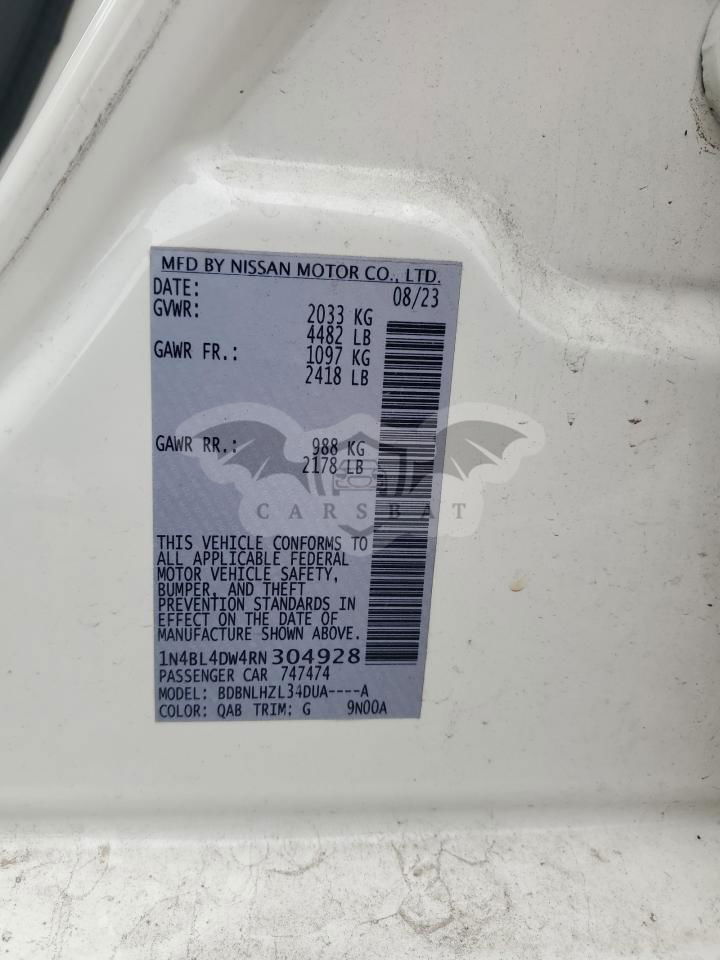 MFD BY NISSAN MOTOR CO., LTD.
DATE: 08/23
GVWR: 2033 KG
4482 LB
GAWR FR.: 1097 KG
2418 LB
GAWR RR.: 988 KG
2178 LB
CARSBAT
THIS VEHICLE CONFORMS TO
ALL APPLICABLE FEDERAL
MOTOR VEHICLE SAFETY,
BUMPER, AND THEFT
PREVENTION STANDARDS IN
EFFECT ON THE DATE OF
MANUFACTURE SHOWN ABOVE.
1N4BL4DW4RN304928
PASSENGER CAR 747474
MODEL: BDBNLHZL34DUA----A
COLOR: QAB TRIM: G 9N00A